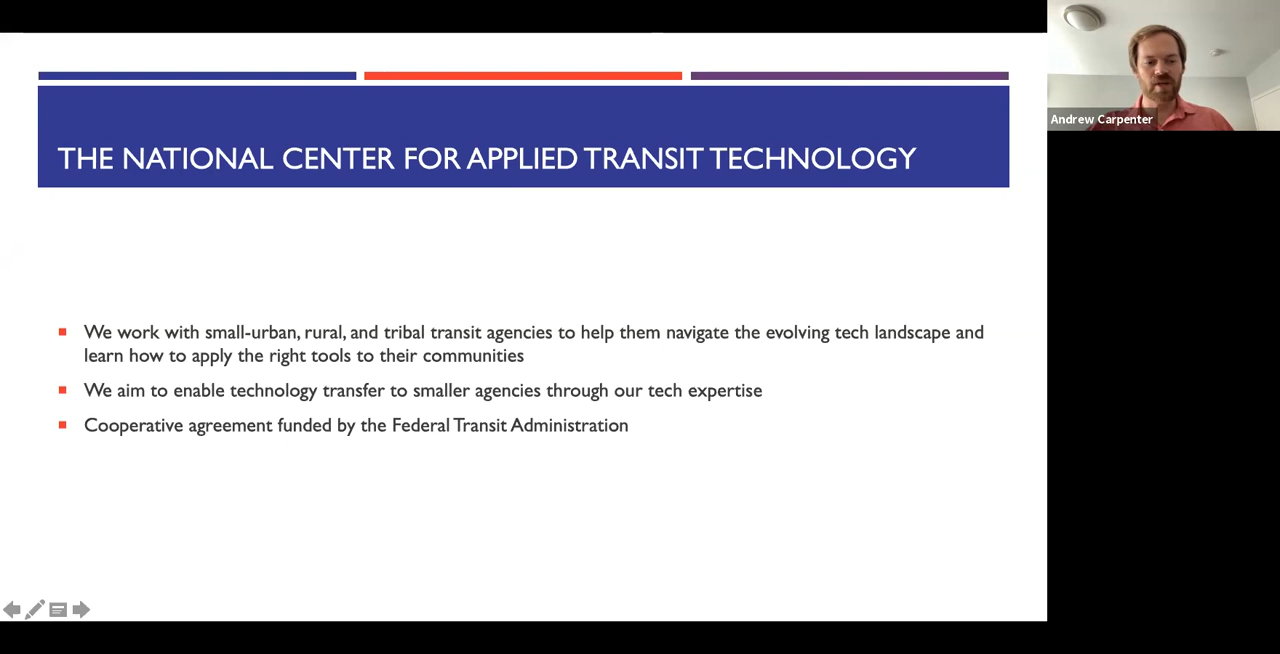 THE NATIONAL CENTER FOR APPLIED TRANSIT TECHNOLOGY
Andrew Carpenter
We work with small-urban, rural, and tribal transit agencies to help them navigate the evolving tech landscape and
learn how to apply the right tools to their communities
We aim to enable technology transfer to smaller agencies through our tech expertise
Cooperative agreement funded by the Federal Transit Administration